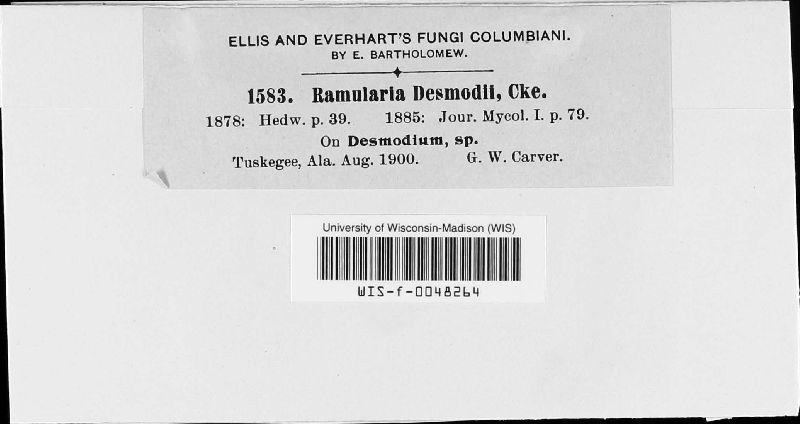 ELLIS AND EVERHART'S FUNGI COLUMBIANI.
BY E. BARTHOLOMEW.
1583. Ramularia Desmodii, Cke.
1878: Hedw. p. 39. 1885: Jour. Mycol. I. p. 79.
On Desmodium, sp.
Tuskegee, Ala. Aug. 1900. G. W. Carver.
University of Wisconsin-Madison (WIS)
WIS-f-0048264